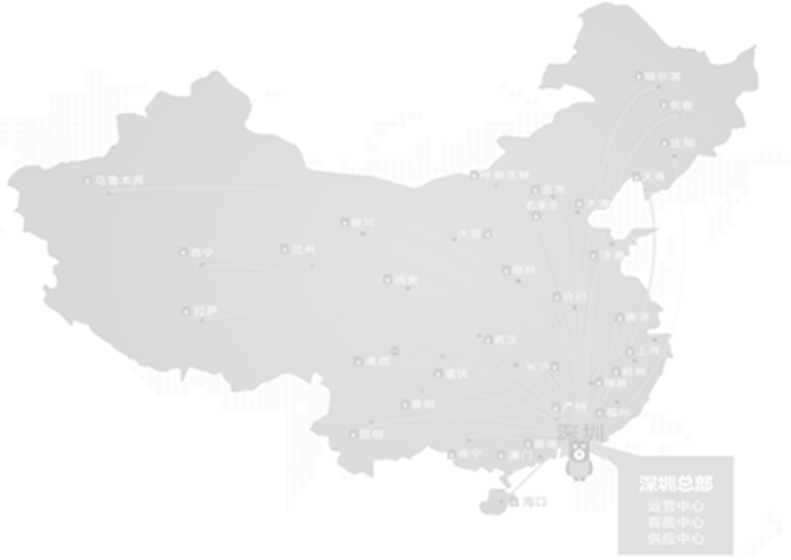 哈尔滨
长春
沈阳
大连
呼和浩特
北京
石家庄
天津
乌鲁木齐
银川
太原
西宁
兰州
济南
郑州
西安
合肥
拉萨
南京
武汉
上海
成都
长沙
杭州
重庆
南昌
贵阳
广州
福州
昆明
深圳
香港
南宁
澳门
海口
深圳总部
运营中心
客服中心
供应中心